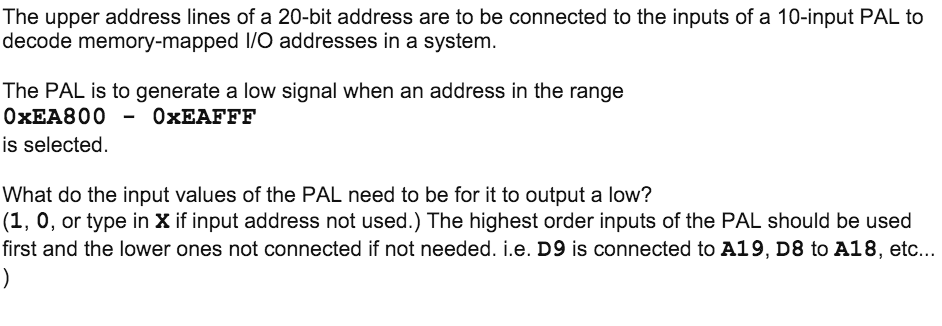 The upper address lines of a 20-bit address are to be connected to the inputs of a 10-input PAL to
decode memory-mapped I/O addresses in a system.
The PAL is to generate a low signal when an address in the range
0xEA800 - 0xEAFFF
is selected.
What do the input values of the PAL need to be for it to output a low?
(1, 0, or type in X if input address not used.) The highest order inputs of the PAL should be used
first and the lower ones not connected if not needed. i.e. D9 is connected to A19, D8 to A18, etc...
)